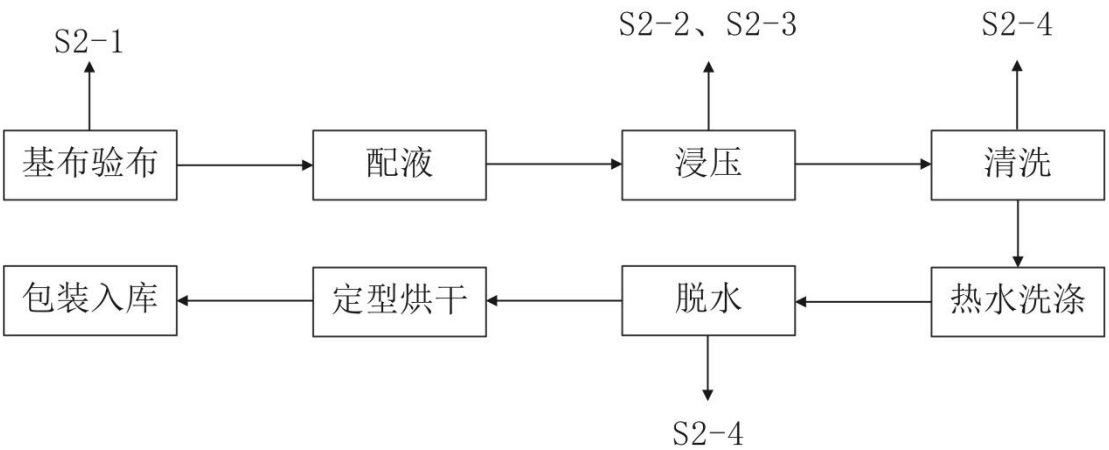 S2-1
S2-2、S2-3
S2-4
基布验布
配液
浸压
清洗
包装入库
定型烘干
脱水
热水洗涤
S2-4